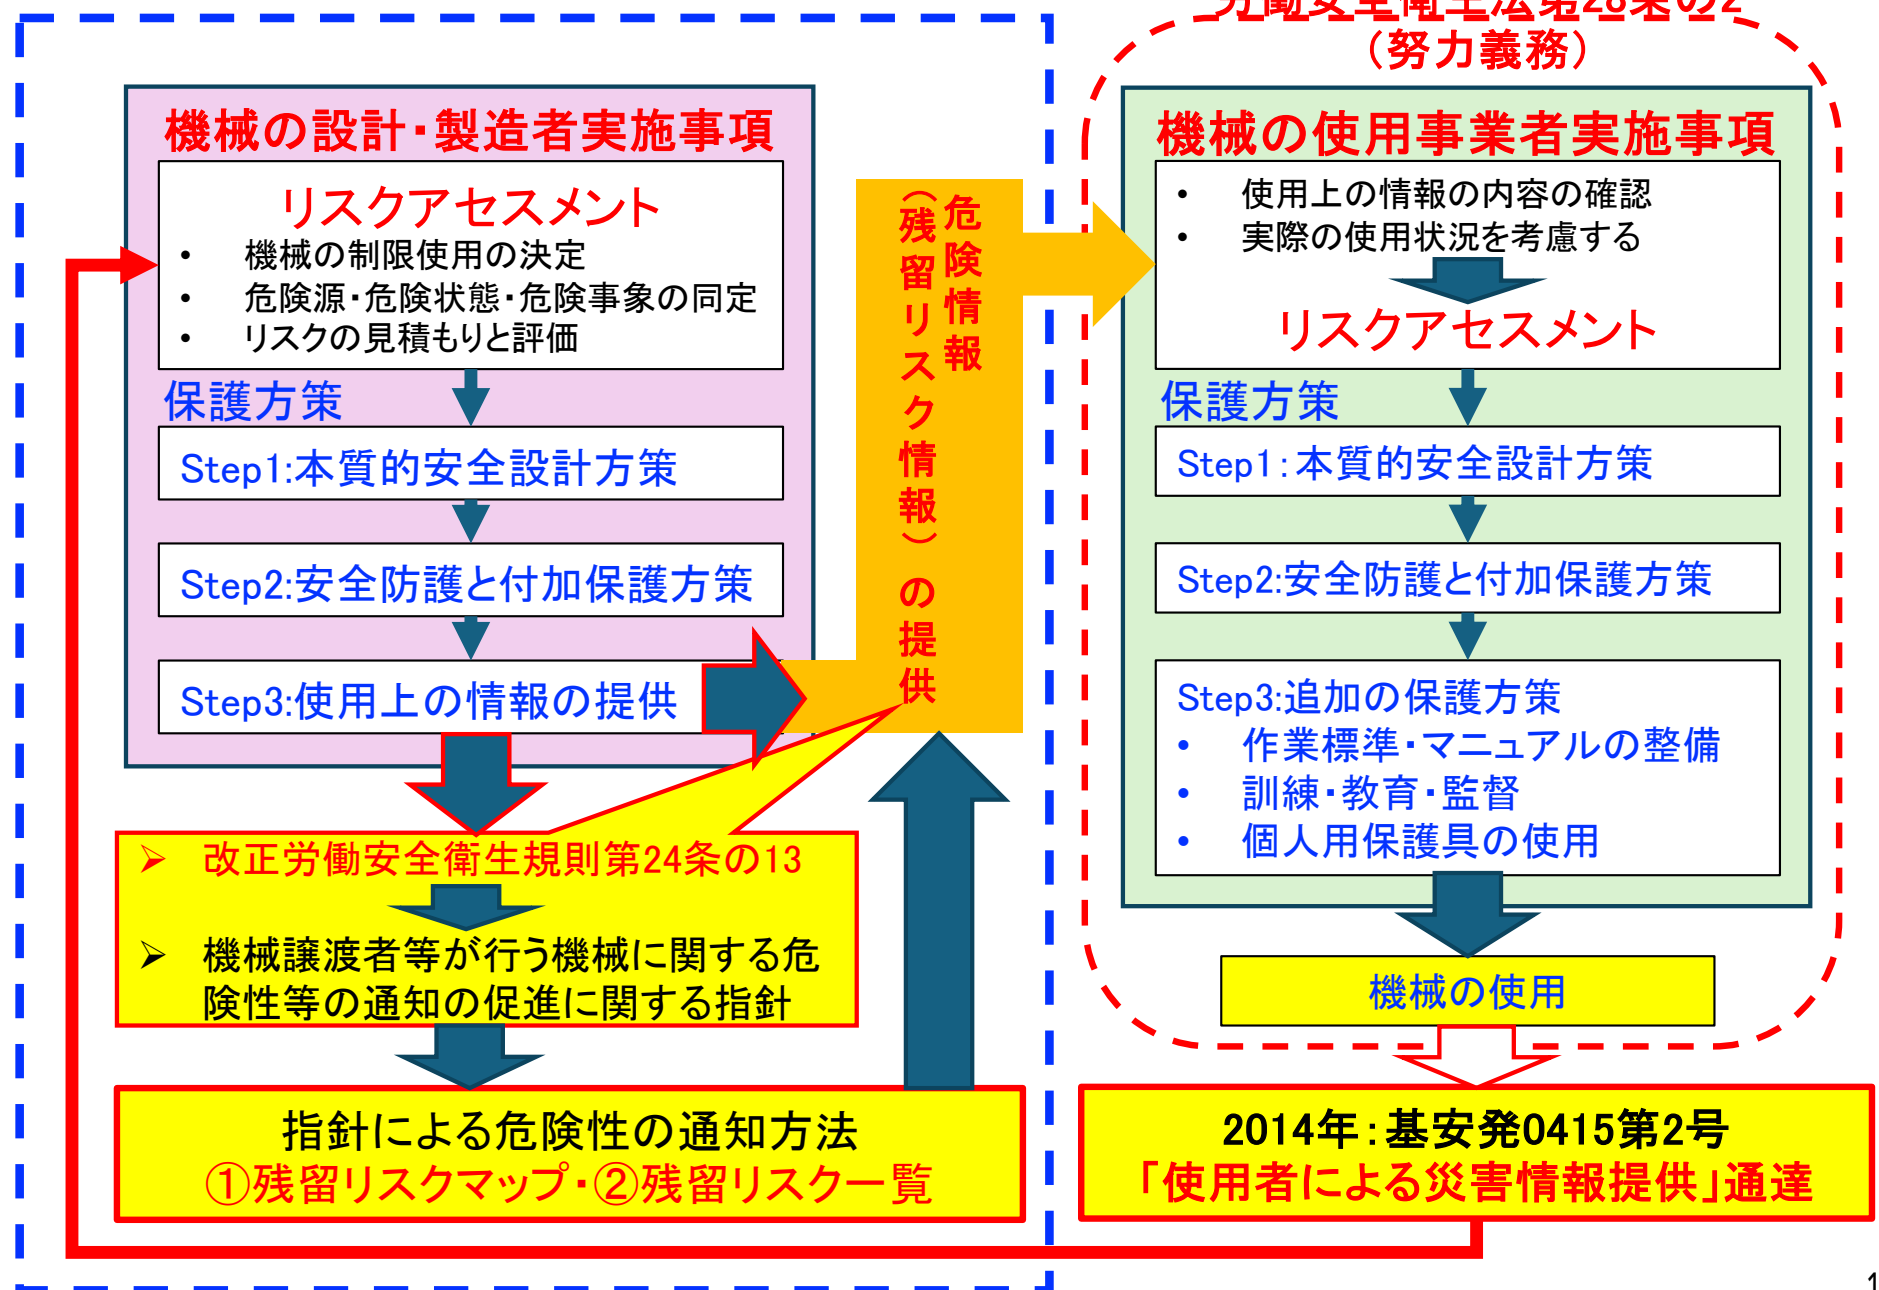 労働安全衛生法第28条の2
(努力義務)
機械の設計・製造者実施事項
リスクアセスメント
• 機械の制限使用の決定
• 危険源・危険状態・危険事象の同定
• リスクの見積もりと評価
保護方策
Step1:本質的安全設計方策
Step2:安全防護と付加保護方策
Step3:使用上の情報の提供
➢ 改正労働安全衛生規則第24条の13
➢ 機械譲渡者等が行う機械に関する危
険性等の通知の促進に関する指針
指針による危険性の通知方法
①残留リスクマップ・②残留リスク一覧
危険情報
(残留リスク情報)の提供
機械の使用事業者実施事項
• 使用上の情報の内容の確認
• 実際の使用状況を考慮する
リスクアセスメント
保護方策
Step1:本質的安全設計方策
Step2:安全防護と付加保護方策
Step3:追加の保護方策
• 作業標準・マニュアルの整備
• 訓練・教育・監督
• 個人用保護具の使用
機械の使用
2014年:基安発0415第2号
「使用者による災害情報提供」通達
1